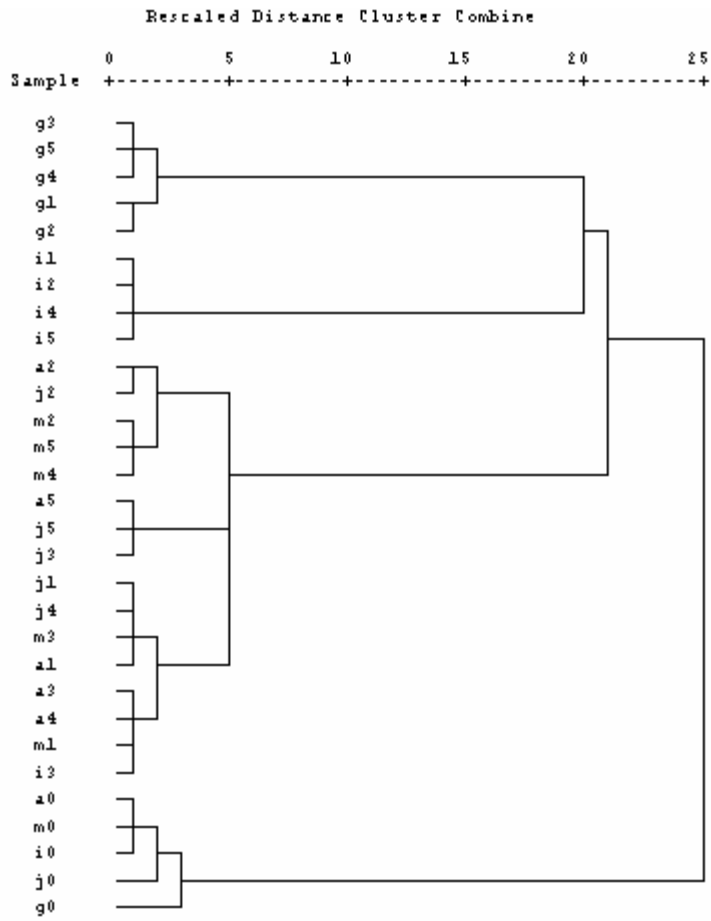 Rescaled Distance Cluster Combine
0 5 10 15 20 25
Sample
g3
g5
g4
g1
g2
i1
i2
i4
i5
a2
j2
m2
m5
m4
a5
j5
j3
j1
j4
m3
a1
a3
a4
m1
i3
a0
m0
i0
j0
g0